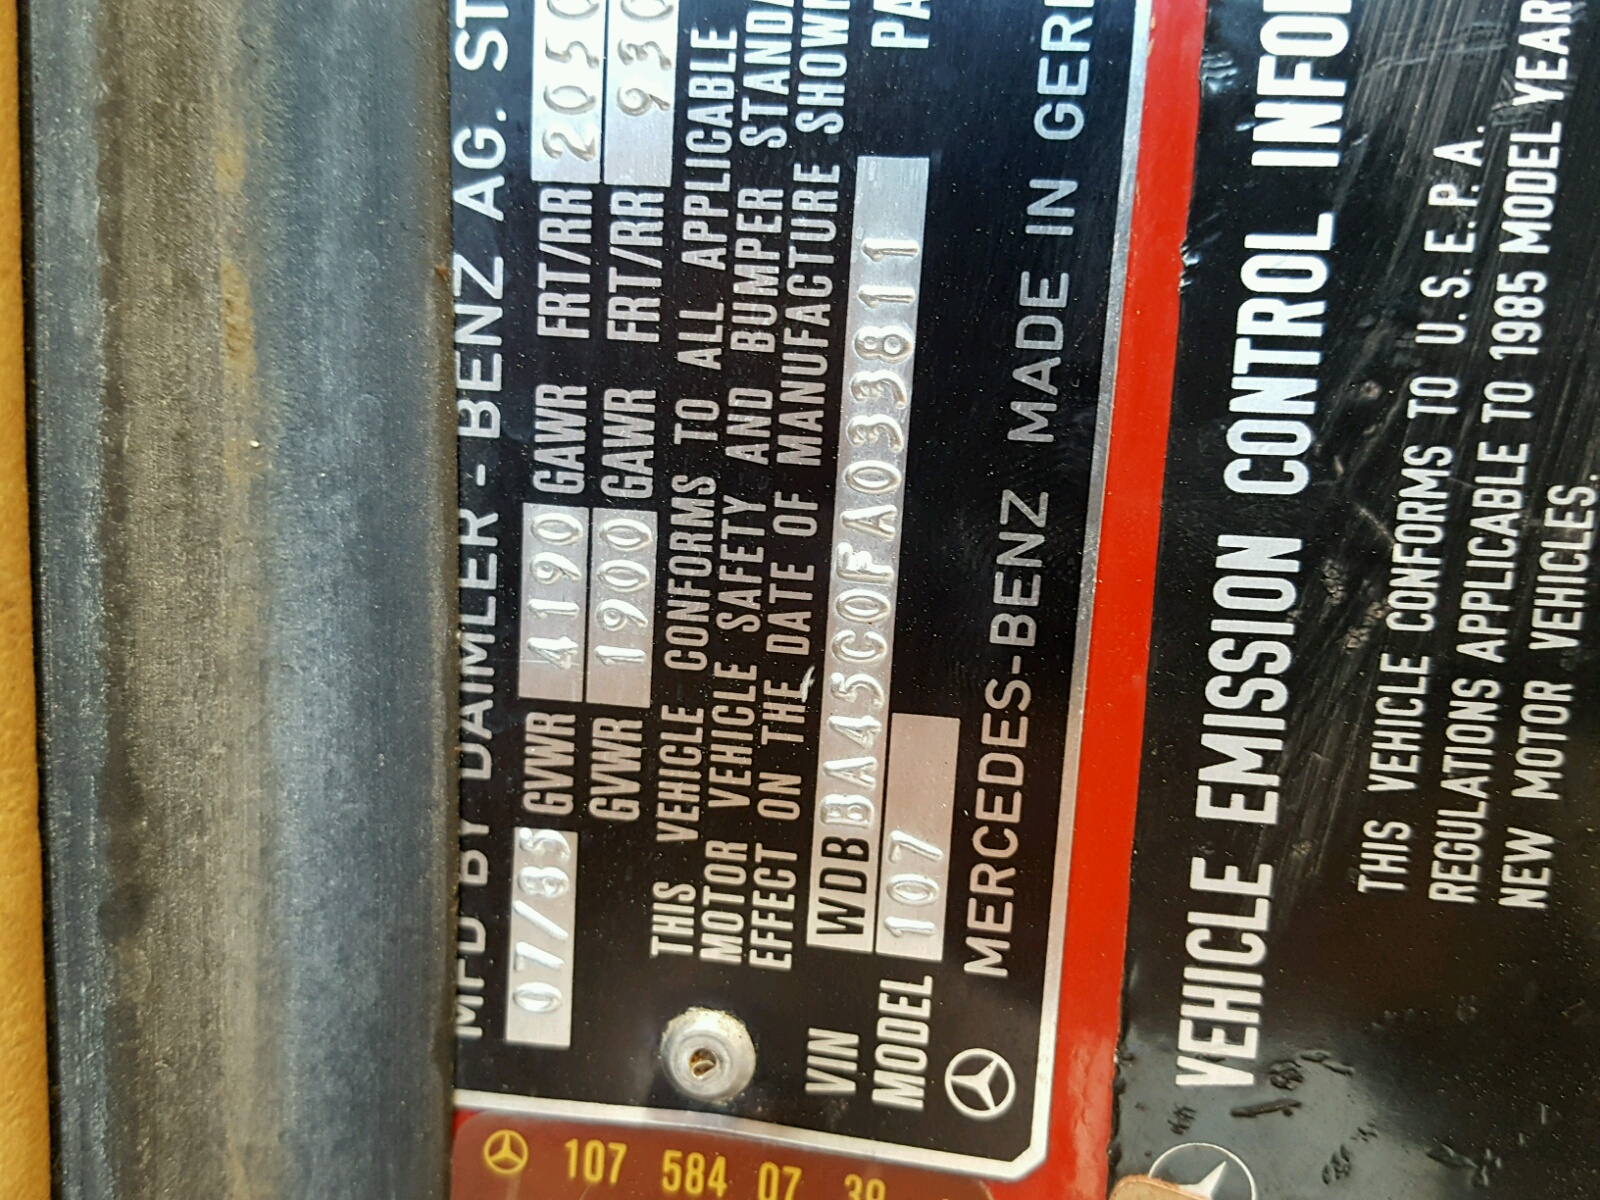 MFD BY DAIMLER - BENZ AG. ST
07/85 GVWR 4190 GAWR FRT/RR 2050
GVWR 1900 GAWR FRT/RR 930
THIS VEHICLE CONFORMS TO ALL APPLICABLE
MOTOR VEHICLE SAFETY AND BUMPER STANDA
EFFECT ON THE DATE OF MANUFACTURE SHOWN
VIN WDBBA45C0FA033811 PA
MODEL 107
MERCEDES-BENZ MADE IN GER
107 584 07 39
VEHICLE EMISSION CONTROL INFO
THIS VEHICLE CONFORMS TO U.S.E.P.A.
REGULATIONS APPLICABLE TO 1985 MODEL YEAR
NEW MOTOR VEHICLES.